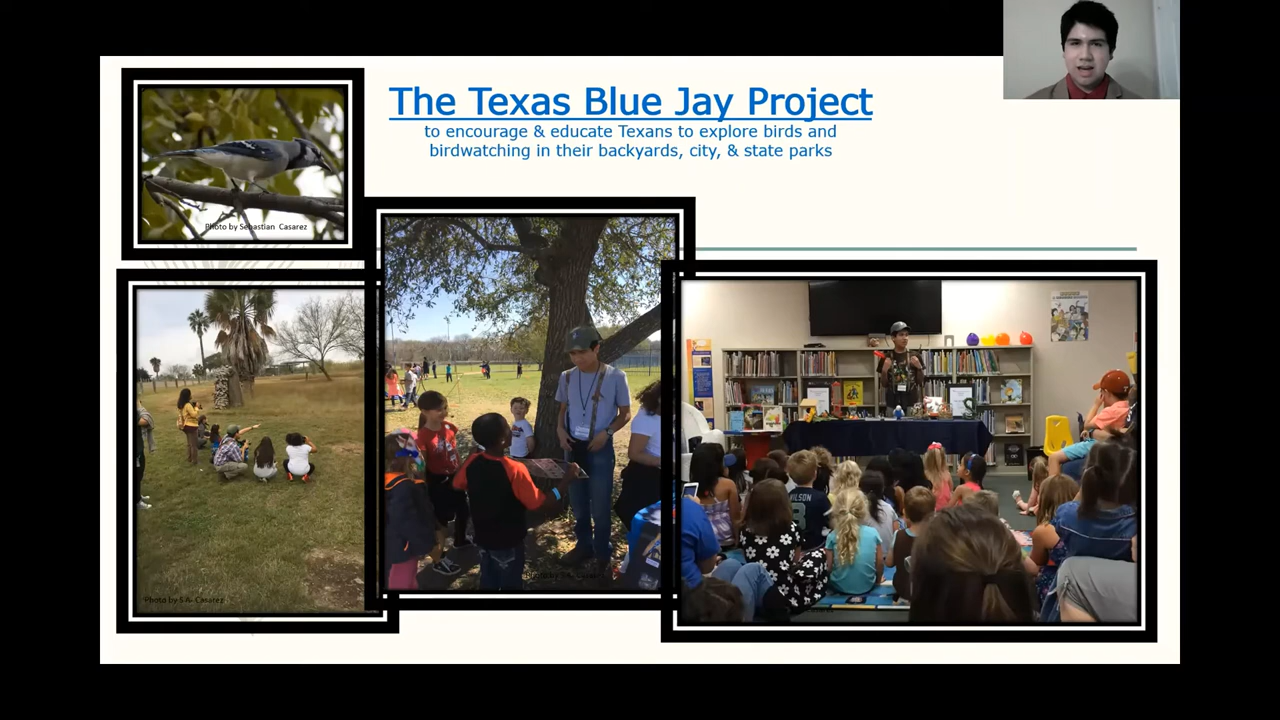 The Texas Blue Jay Project
to encourage & educate Texans to explore birds and
birdwatching in their backyards, city, & state parks
Photo by Sebastian Casarez
Photo by S A- Casarez
WILSON